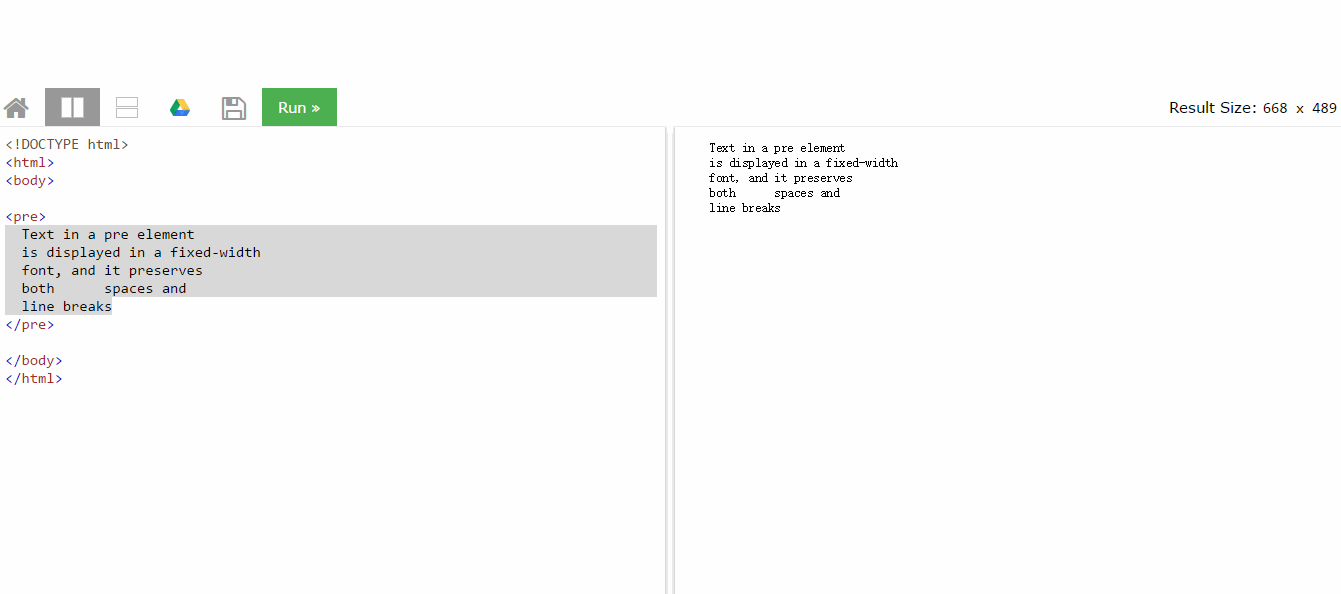 Run »
Result Size: 668 x 489
<!DOCTYPE html>
<html>
<body>
<pre>
  Text in a pre element
  is displayed in a fixed-width
  font, and it preserves
  both      spaces and
  line breaks
</pre>
</body>
</html>
Text in a pre element
is displayed in a fixed-width
font, and it preserves
both      spaces and
line breaks